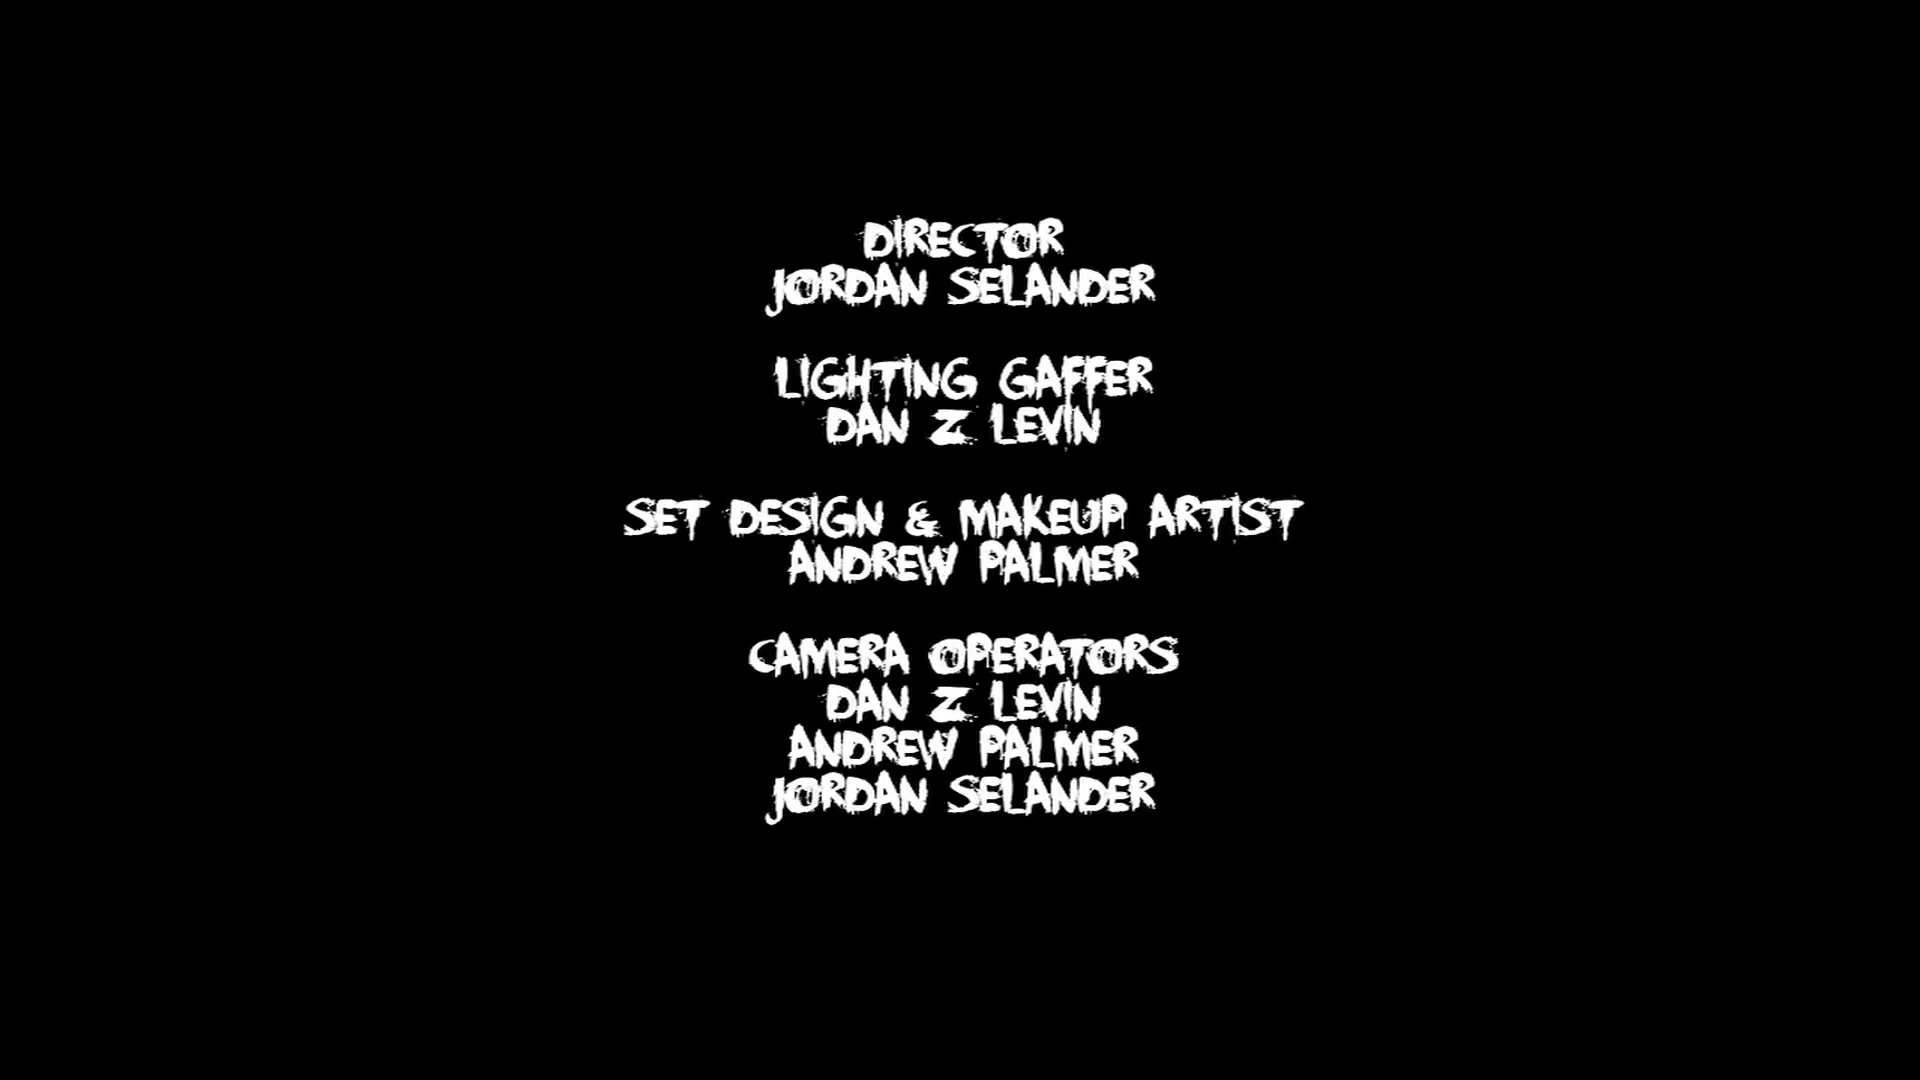 DIRECTOR
JORDAN SELANDER
LIGHTING GAFFER
DAN Z LEVIN
SET DESIGN & MAKEUP ARTIST
ANDREW PALMER
CAMERA OPERATORS
DAN Z LEVIN
ANDREW PALMER
JORDAN SELANDER